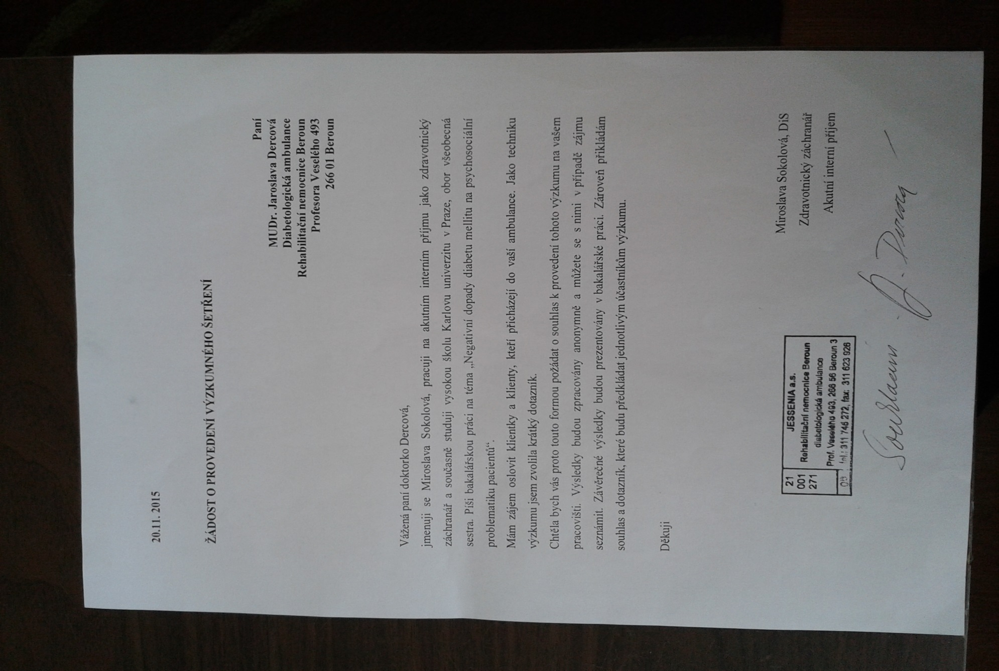 20.11. 2015
ŽÁDOST O PROVEDENÍ VÝZKUMNÉHO ŠETŘENÍ
Paní
MUDr. Jaroslava Dercová
Diabetologická ambulance
Rehabilitační nemocnice Beroun
Profesora Veselého 493
266 01 Beroun
Vážená paní doktorko Dercová,
jmenuji se Miroslava Sokolová, pracuji na akutním interním příjmu jako zdravotnický
záchranář a současně studuji vysokou školu Karlovu univerzitu v Praze, obor všeobecná
sestra. Píši bakalářskou práci na téma „Negativní dopady diabetu mellitu na psychosociální
problematiku pacientů“.
Mám zájem oslovit klientky a klienty, kteří přicházejí do vaší ambulance. Jako techniku
výzkumu jsem zvolila krátký dotazník.
Chtěla bych vás proto touto formou požádat o souhlas k provedení tohoto výzkumu na vašem
pracovišti. Výsledky budou zpracovány anonymně a můžete se s nimi v případě zájmu
seznámit. Závěrečné výsledky budou prezentovány v bakalářské práci. Zároveň přikládám
souhlas a dotazník, které budu předkládat jednotlivým účastníkům výzkumu.
Děkuji
Miroslava Sokolová, DiS
Zdravotnický záchranář
Akutní interní příjem
21
001
271
09
JESSENIA a.s.
Rehabilitační nemocnice Beroun
diabetologická ambulance
Prof. Veselého 493, 266 56 Beroun 3
tel.: 311 746 272, fax: 311 623 926
Souhlasím